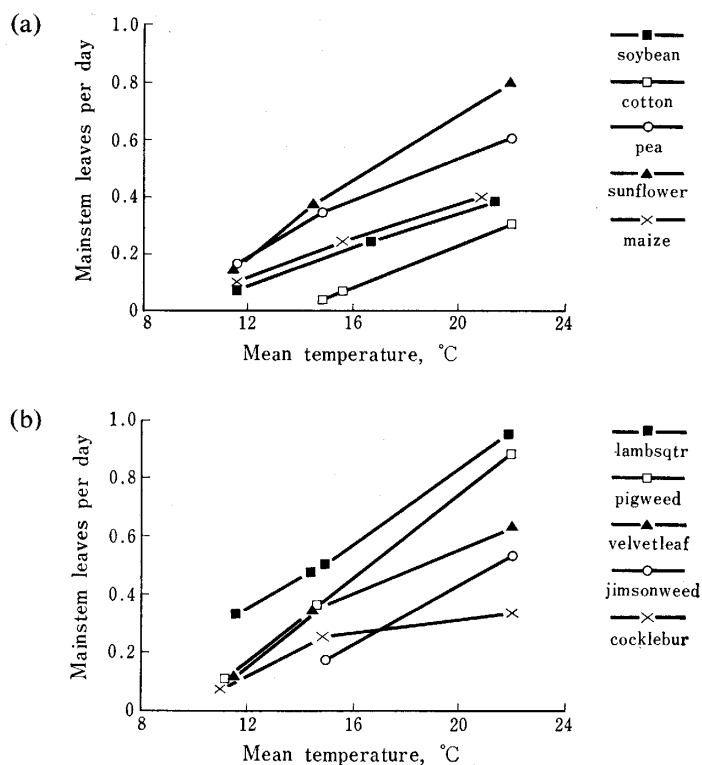 (a)
Mainstem leaves per day
1.0
0.8
0.6
0.4
0.2
0
8
12
16
20
24
Mean temperature, °C
soybean
cotton
pea
sunflower
maize
(b)
Mainstem leaves per day
1.0
0.8
0.6
0.4
0.2
0
8
12
16
20
24
Mean temperature, °C
lambsqtr
pigweed
velvetleaf
jimsonweed
cocklebur